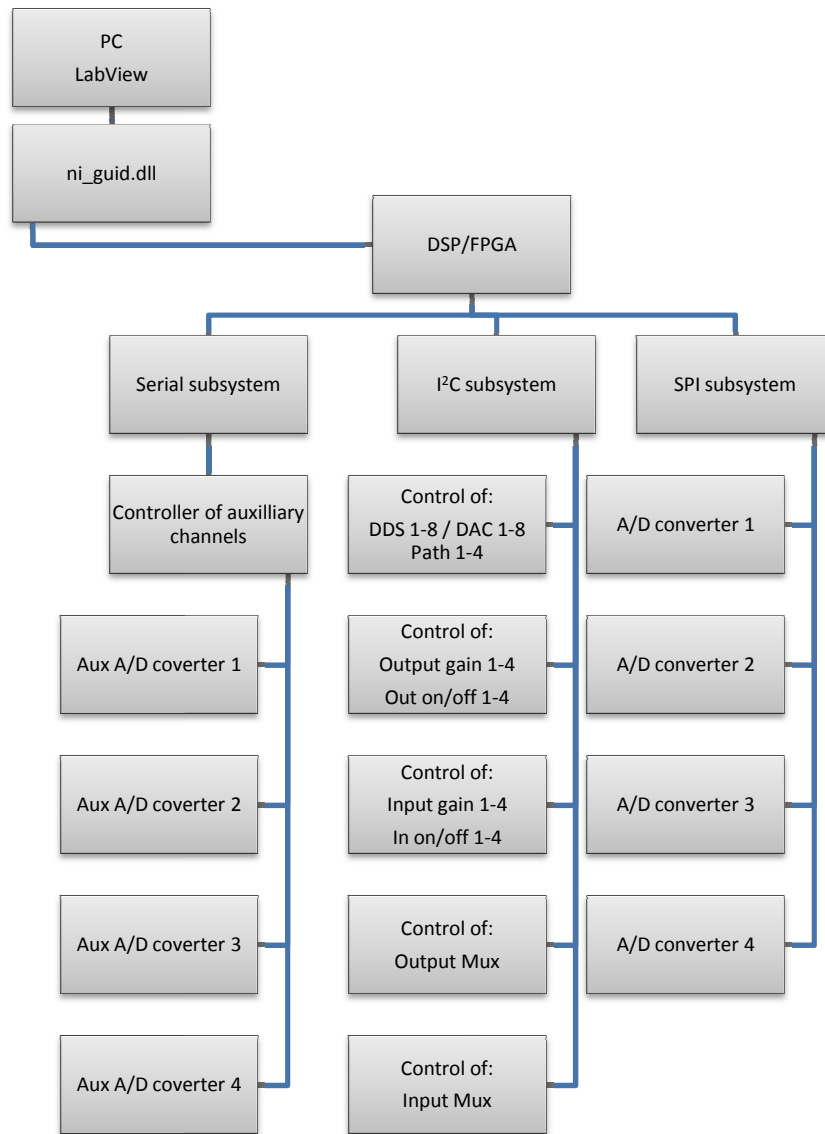 PC
LabView
ni_guid.dll
DSP/FPGA
Serial subsystem
I²C subsystem
SPI subsystem
Controller of auxilliary
channels
Aux A/D coverter 1
Aux A/D coverter 2
Aux A/D coverter 3
Aux A/D coverter 4
Control of:
DDS 1-8 / DAC 1-8
Path 1-4
Control of:
Output gain 1-4
Out on/off 1-4
Control of:
Input gain 1-4
In on/off 1-4
Control of:
Output Mux
Control of:
Input Mux
A/D converter 1
A/D converter 2
A/D converter 3
A/D converter 4